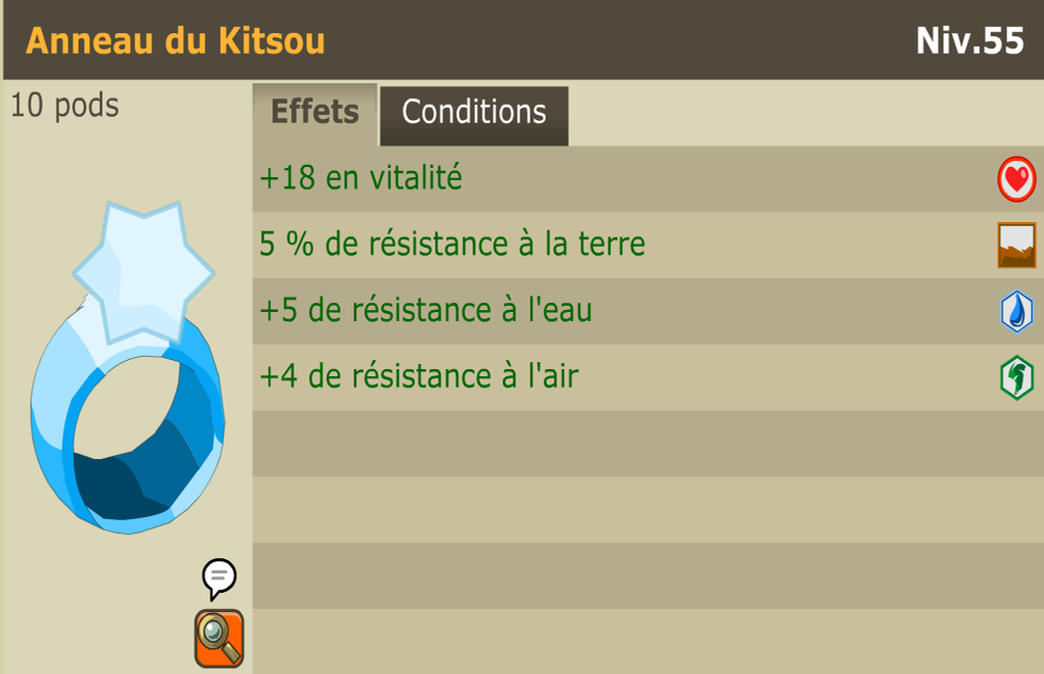 Anneau du Kitsou
Niv.55
10 pods
Effets
Conditions
+18 en vitalité
5 % de résistance à la terre
+5 de résistance à l'eau
+4 de résistance à l'air